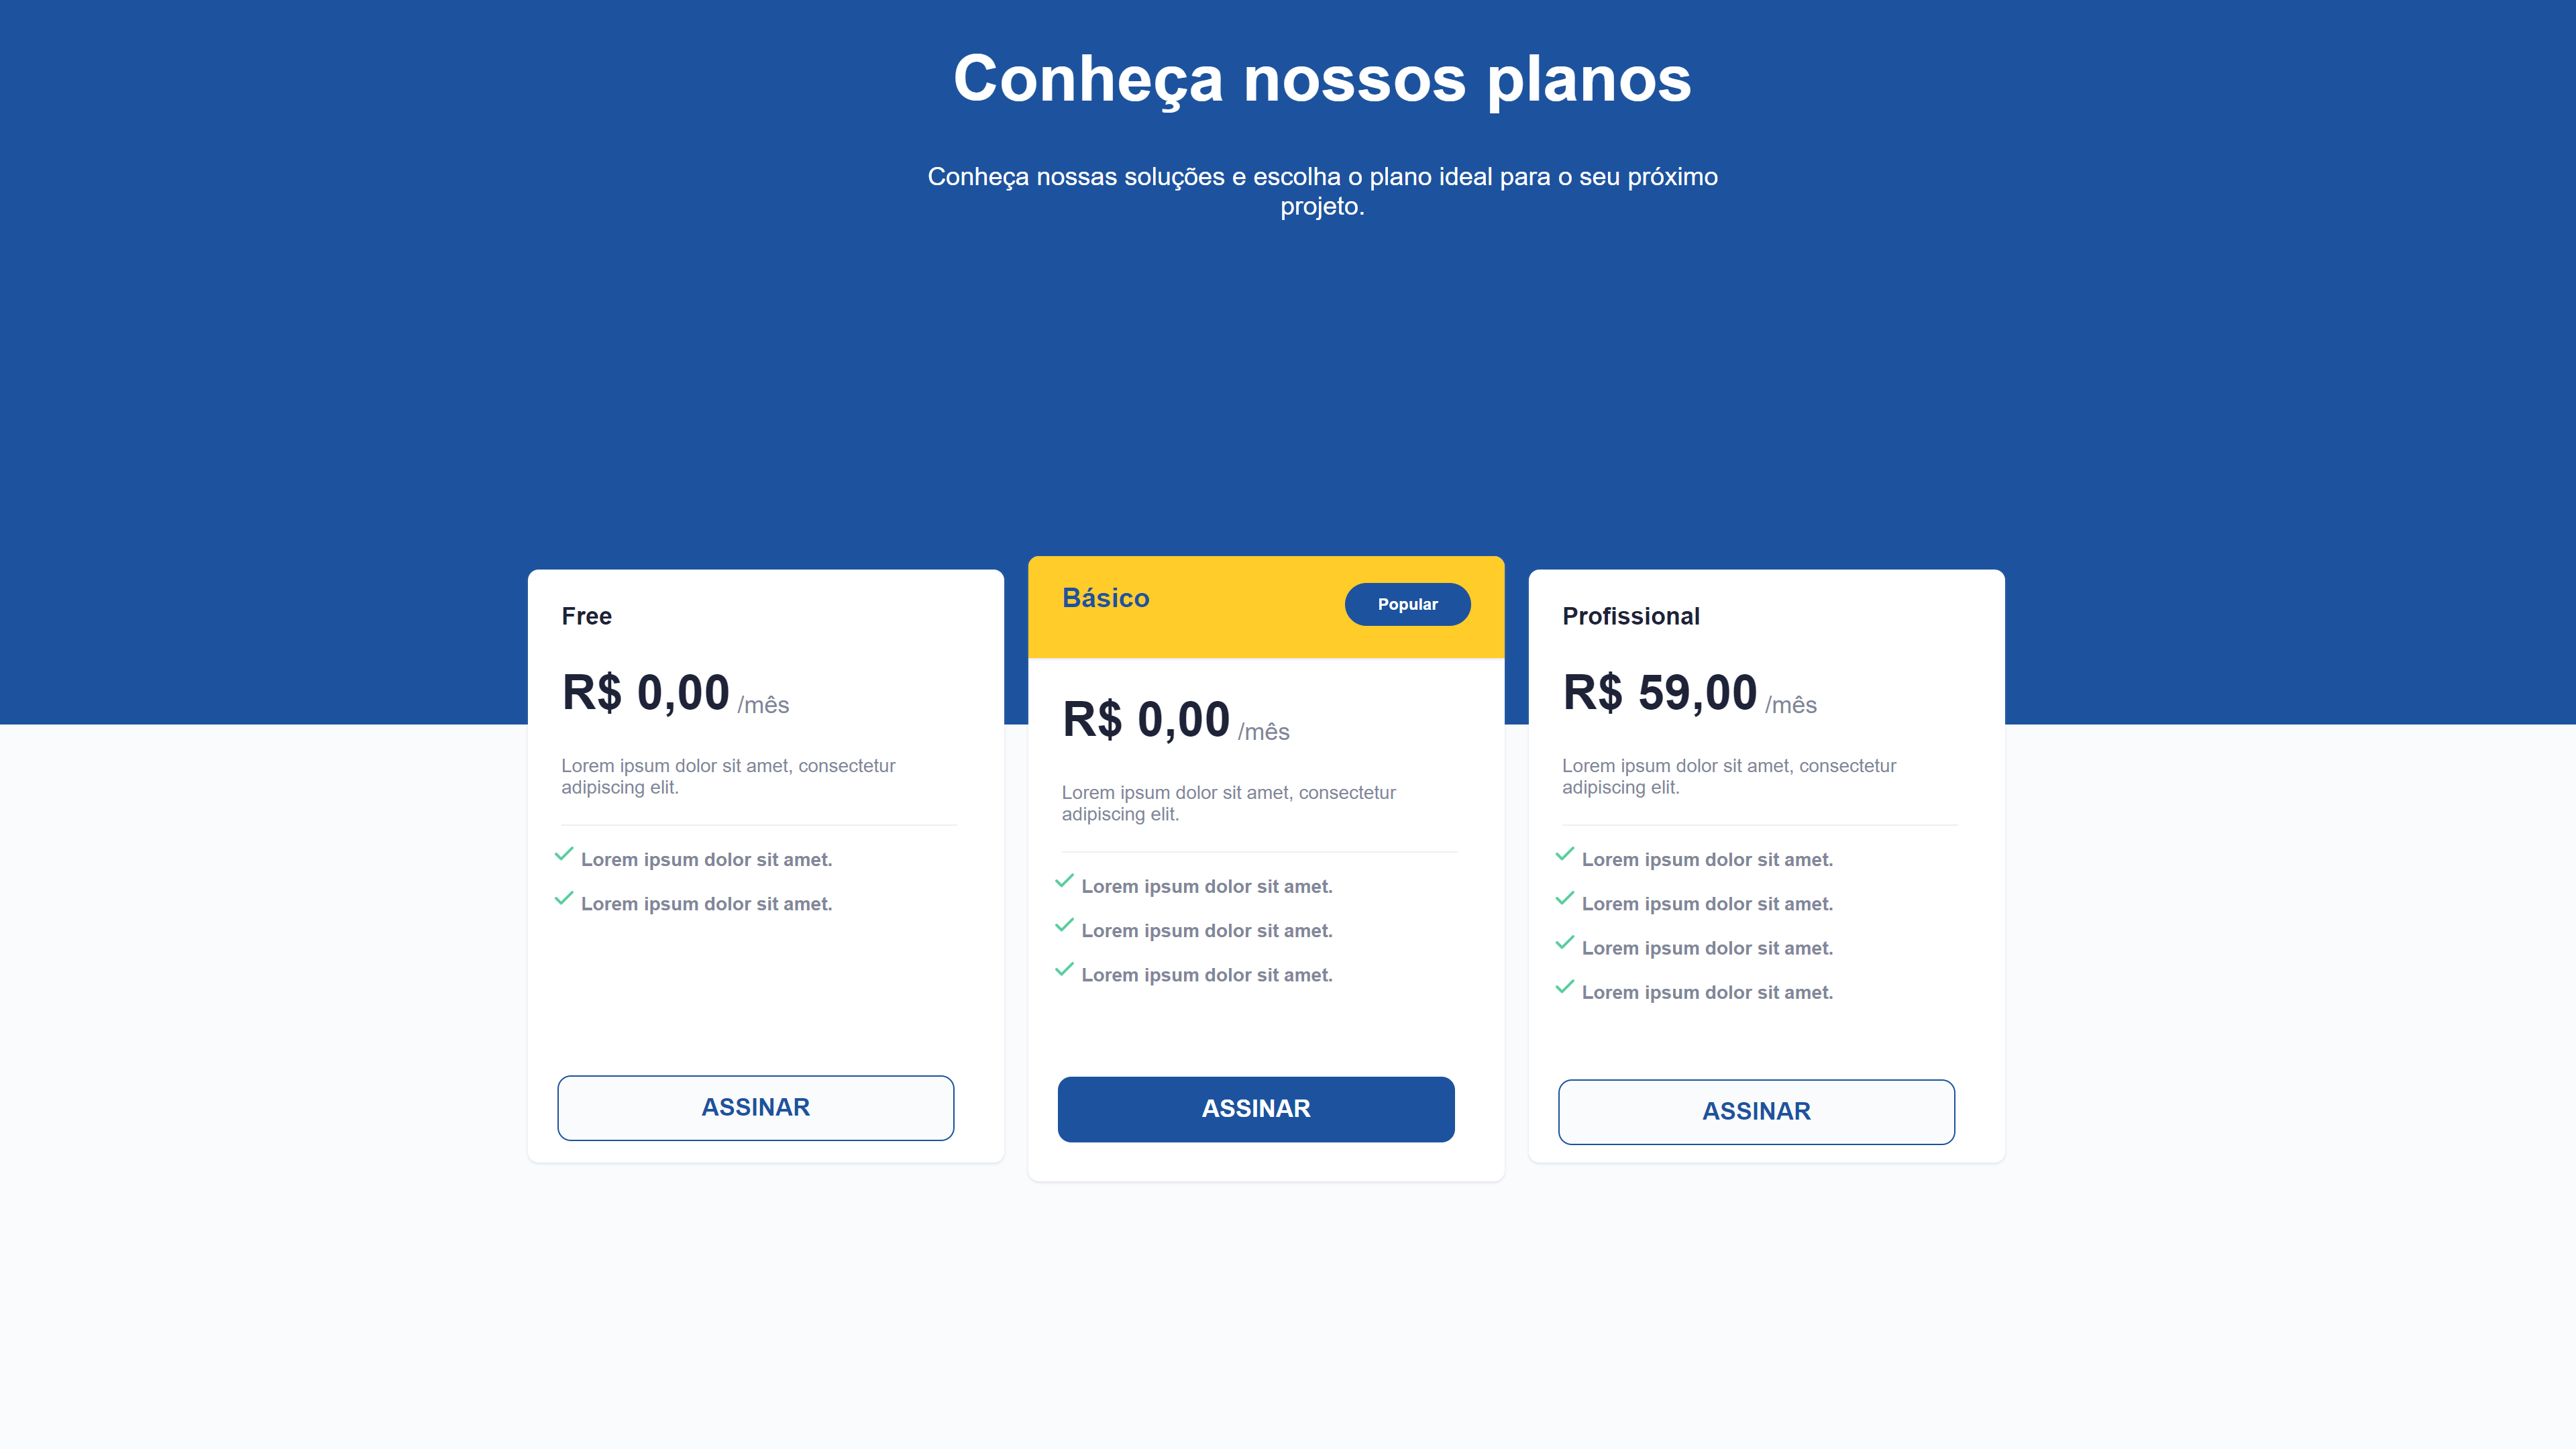 Conheça nossos planos
Conheça nossas soluções e escolha o plano ideal para o seu próximo
projeto.
Free
R$ 0,00 /mês
Lorem ipsum dolor sit amet, consectetur
adipiscing elit.
Lorem ipsum dolor sit amet.
Lorem ipsum dolor sit amet.
ASSINAR
Básico
Popular
R$ 0,00 /mês
Lorem ipsum dolor sit amet, consectetur
adipiscing elit.
Lorem ipsum dolor sit amet.
Lorem ipsum dolor sit amet.
Lorem ipsum dolor sit amet.
ASSINAR
Profissional
R$ 59,00 /mês
Lorem ipsum dolor sit amet, consectetur
adipiscing elit.
Lorem ipsum dolor sit amet.
Lorem ipsum dolor sit amet.
Lorem ipsum dolor sit amet.
Lorem ipsum dolor sit amet.
ASSINAR